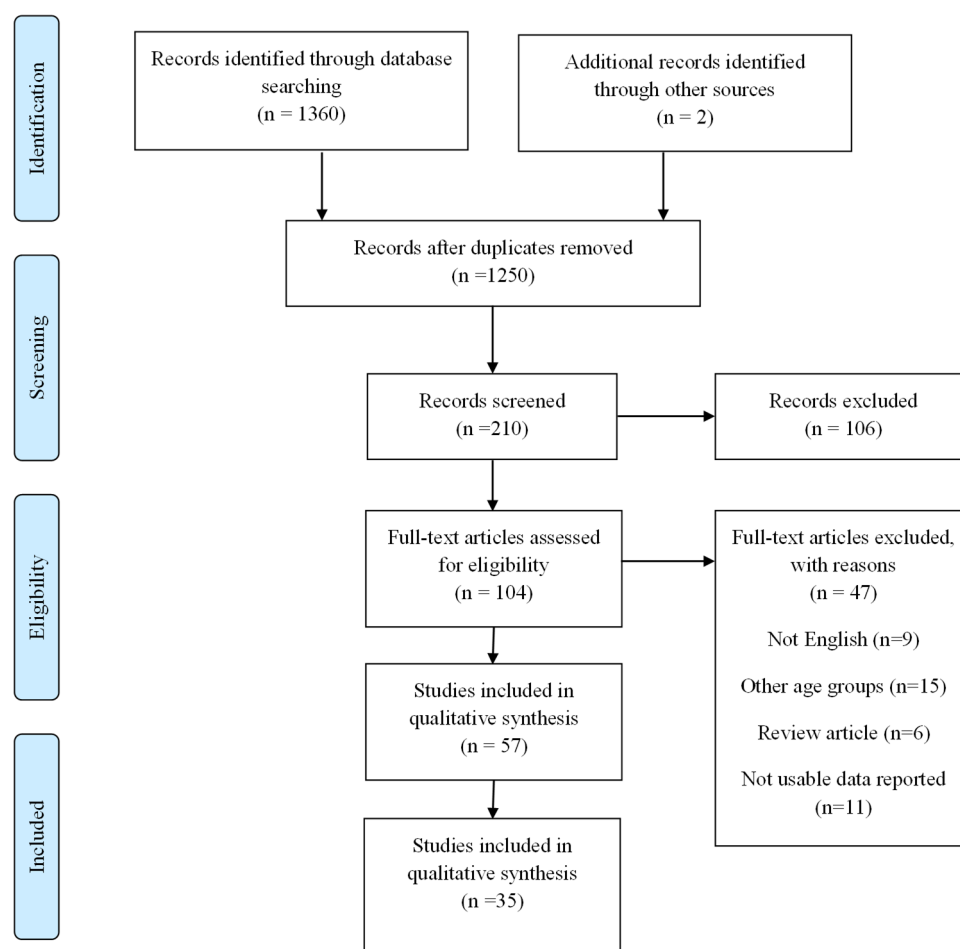 Identification
Records identified through database
searching
(n = 1360)
Additional records identified
through other sources
(n = 2)
Records after duplicates removed
(n =1250)
Screening
Records screened
(n =210)
Records excluded
(n = 106)
Eligibility
Full-text articles assessed
for eligibility
(n = 104)
Full-text articles excluded,
with reasons
(n = 47)
Not English (n=9)
Other age groups (n=15)
Review article (n=6)
Not usable data reported
(n=11)
Studies included in
qualitative synthesis
(n = 57)
Included
Studies included in
qualitative synthesis
(n =35)